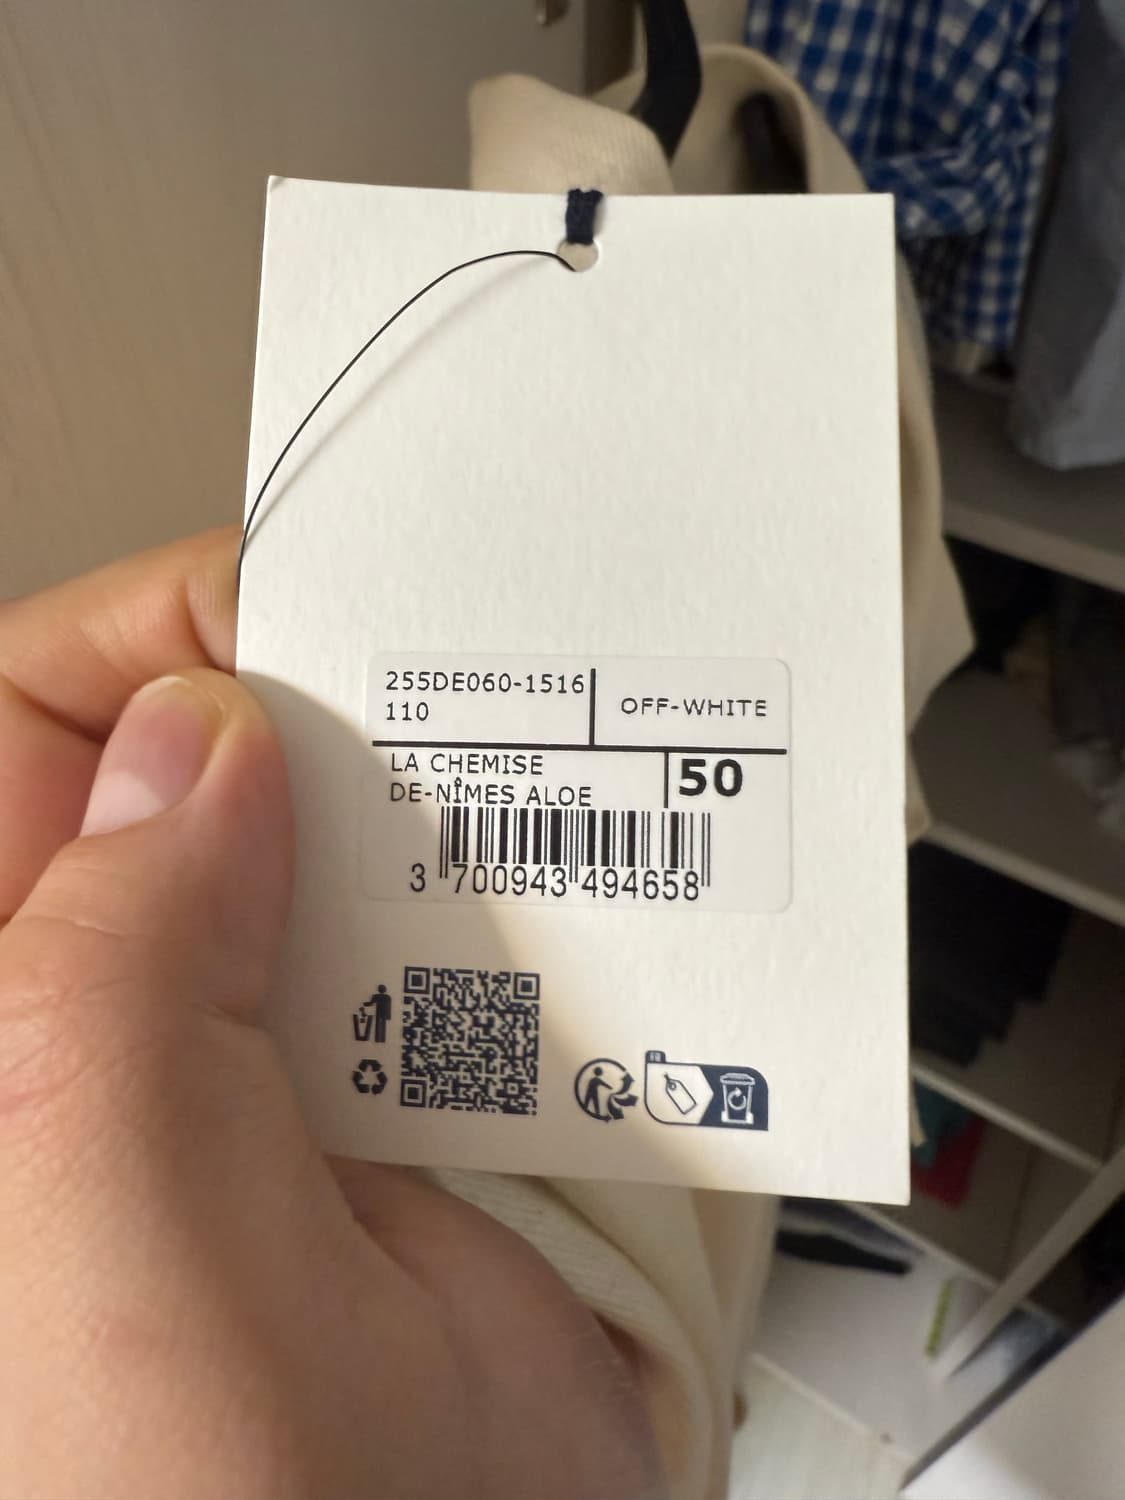 255DE060-1516
110
OFF-WHITE
LA CHEMISE
DE-NÎMES ALOE
50
3 700943 494658